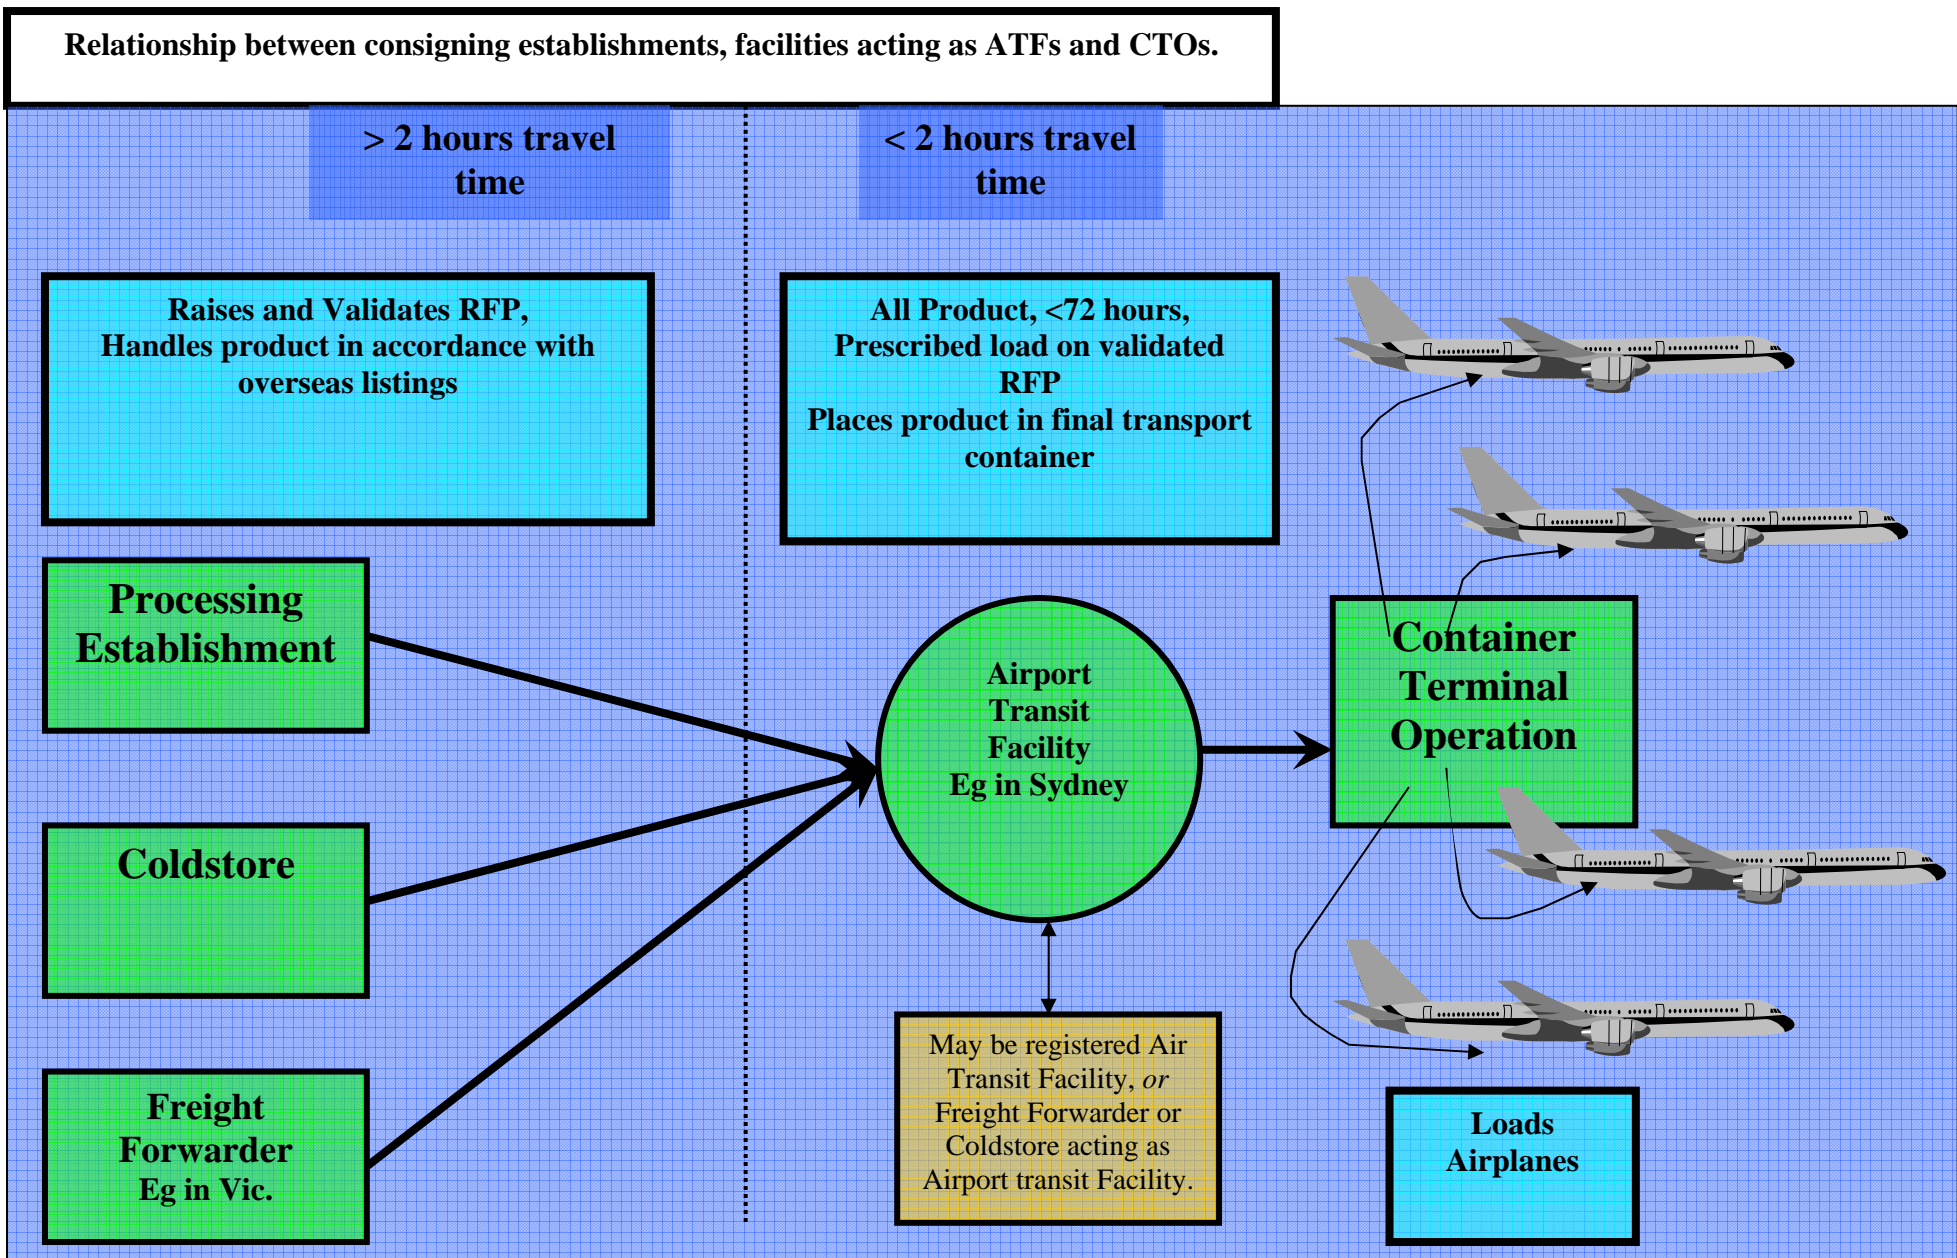 Relationship between consigning establishments, facilities acting as ATFs and CTOs.
> 2 hours travel
time
< 2 hours travel
time
Raises and Validates RFP,
Handles product in accordance with
overseas listings
All Product, <72 hours,
Prescribed load on validated
RFP
Places product in final transport
container
Processing
Establishment
Coldstore
Freight
Forwarder
Eg in Vic.
Airport
Transit
Facility
Eg in Sydney
Container
Terminal
Operation
May be registered Air
Transit Facility, or
Freight Forwarder or
Coldstore acting as
Airport transit Facility.
Loads
Airplanes